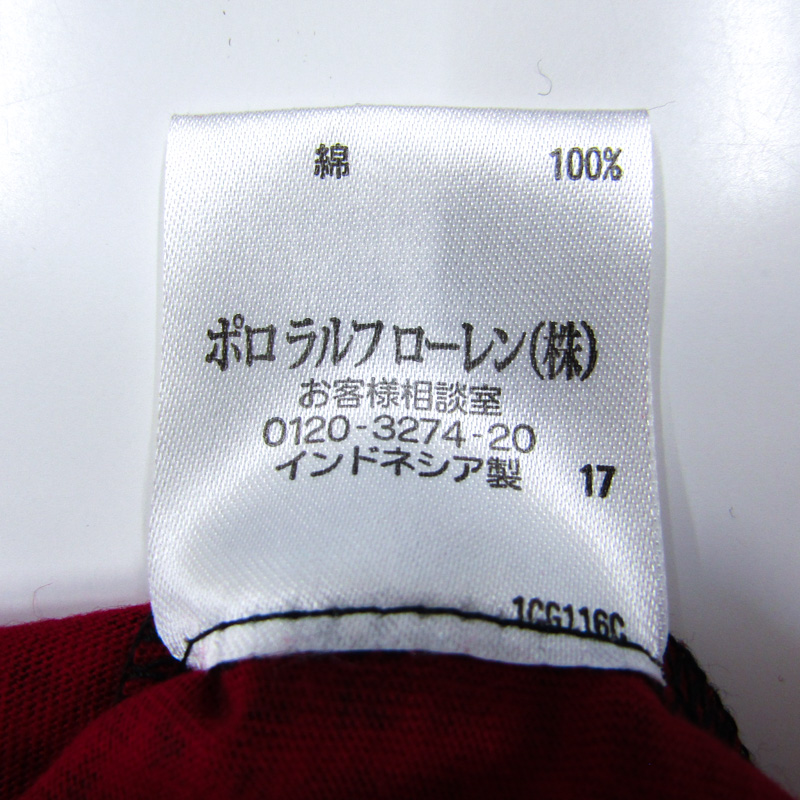 綿 100%
ポロ ラルフ ローレン(株)
お客様相談室
0120-3274-20
インドネシア製 17
1CG116C